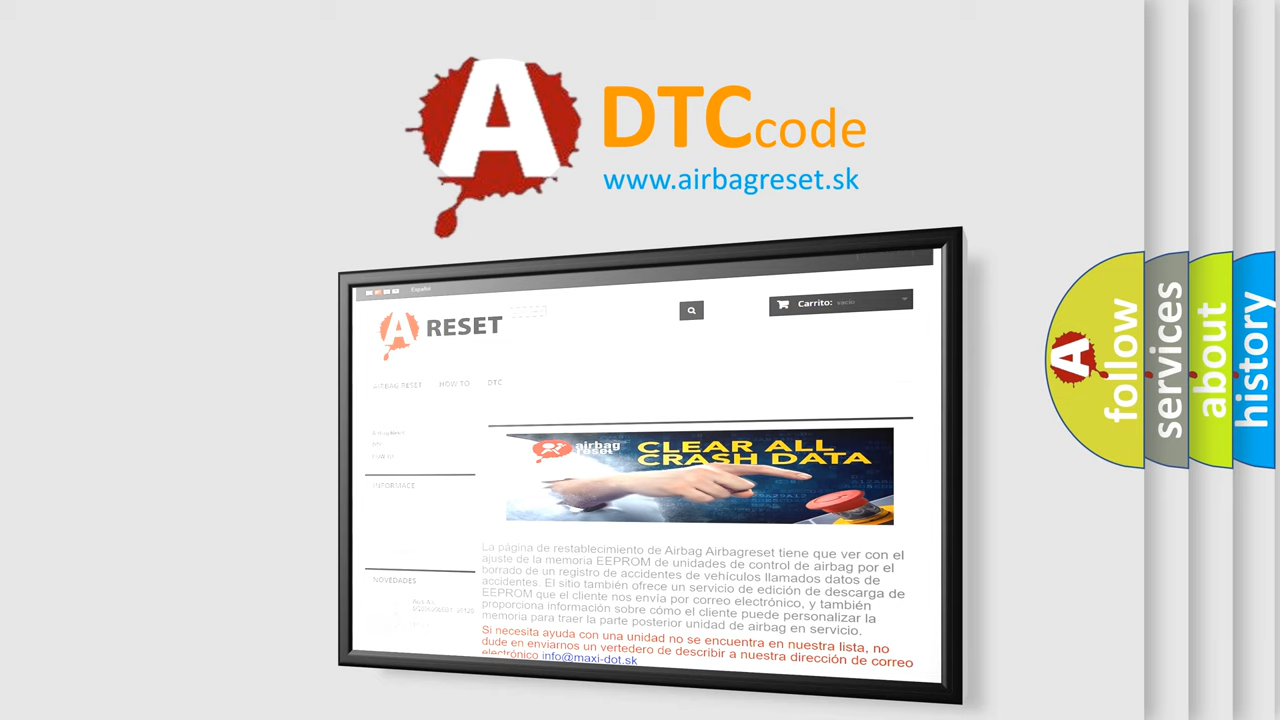 A
DTCcode
www.airbagreset.sk
Español
A RESET
Carrito: vacío
AIRBAG RESET HOW TO DTC
INFORMACE
NOVEDADES
airbag
reset
CLEAR ALL
CRASH DATA
La página de restablecimiento de Airbag Airbagreset tiene que ver con el
ajuste de la memoria EEPROM de unidades de control de airbag por el
borrado de un registro de accidentes de vehículos llamados datos de
accidentes. El sitio también ofrece un servicio de edición de descarga de
EEPROM que el cliente nos envía por correo electrónico, y también
proporciona información sobre cómo el cliente puede personalizar la
memoria para traer la parte posterior unidad de airbag en servicio.
Si necesita ayuda con una unidad no se encuentra en nuestra lista, no
dude en enviarnos un vertedero de describir a nuestra dirección de correo
electrónico info@maxi-dot.sk
A
follow
services
about
history